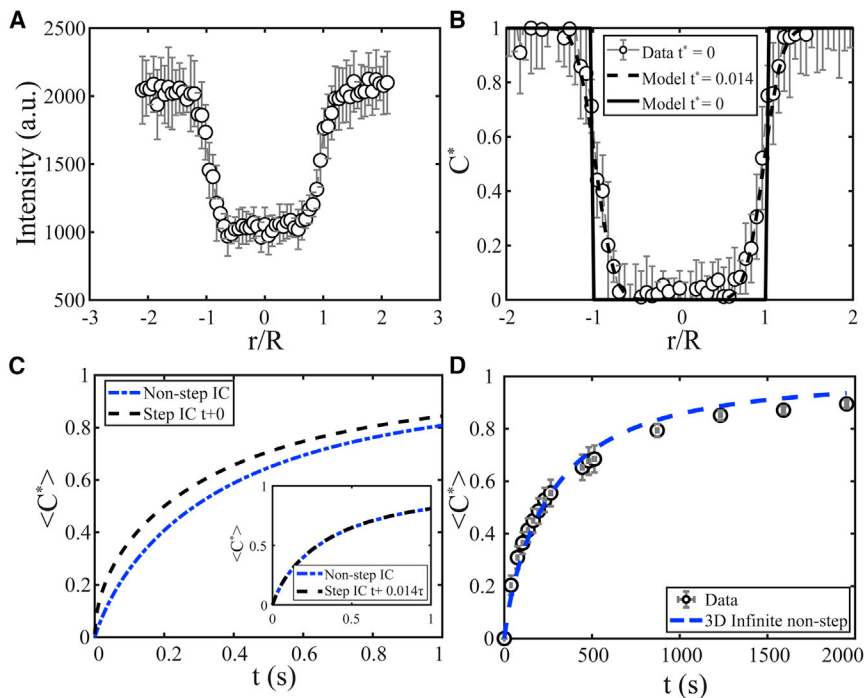 A
Intensity (a.u.)
2500
2000
1500
1000
500
-3 -2 -1 0 1 2 3
r/R
B
C*
1
0.8
0.6
0.4
0.2
0
Data t* = 0
Model t* = 0.014
Model t* = 0
-2 -1 0 1 2
r/R
C
<C*>
1
0.8
0.6
0.4
0.2
0
Non-step IC
Step IC t+0
<C*>
1
0.5
0
Non-step IC
Step IC t+ 0.014τ
0 0.5 1
0 0.2 0.4 0.6 0.8 1
t (s)
D
<C*>
1
0.8
0.6
0.4
0.2
0
Data
3D Infinite non-step
0 500 1000 1500 2000
t (s)